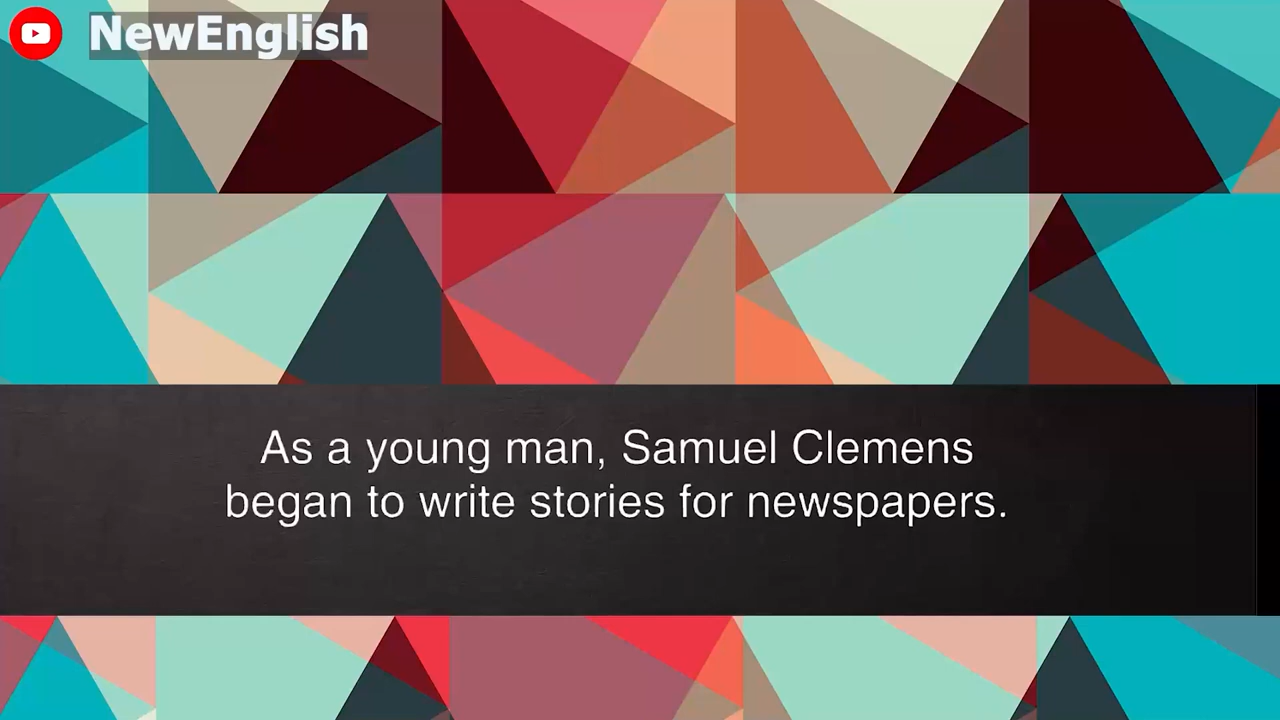 NewEnglish
As a young man, Samuel Clemens
began to write stories for newspapers.